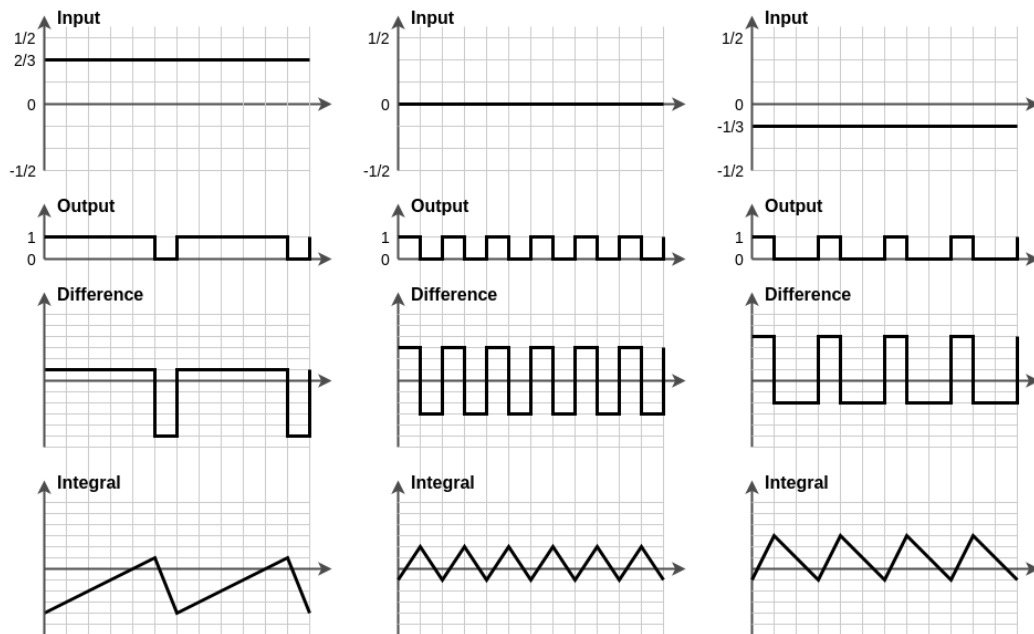 Input
1/2
2/3
0
-1/2
Output
1
0
Difference
Integral
Input
1/2
0
-1/2
Output
1
0
Difference
Integral
Input
1/2
0
-1/3
-1/2
Output
1
0
Difference
Integral